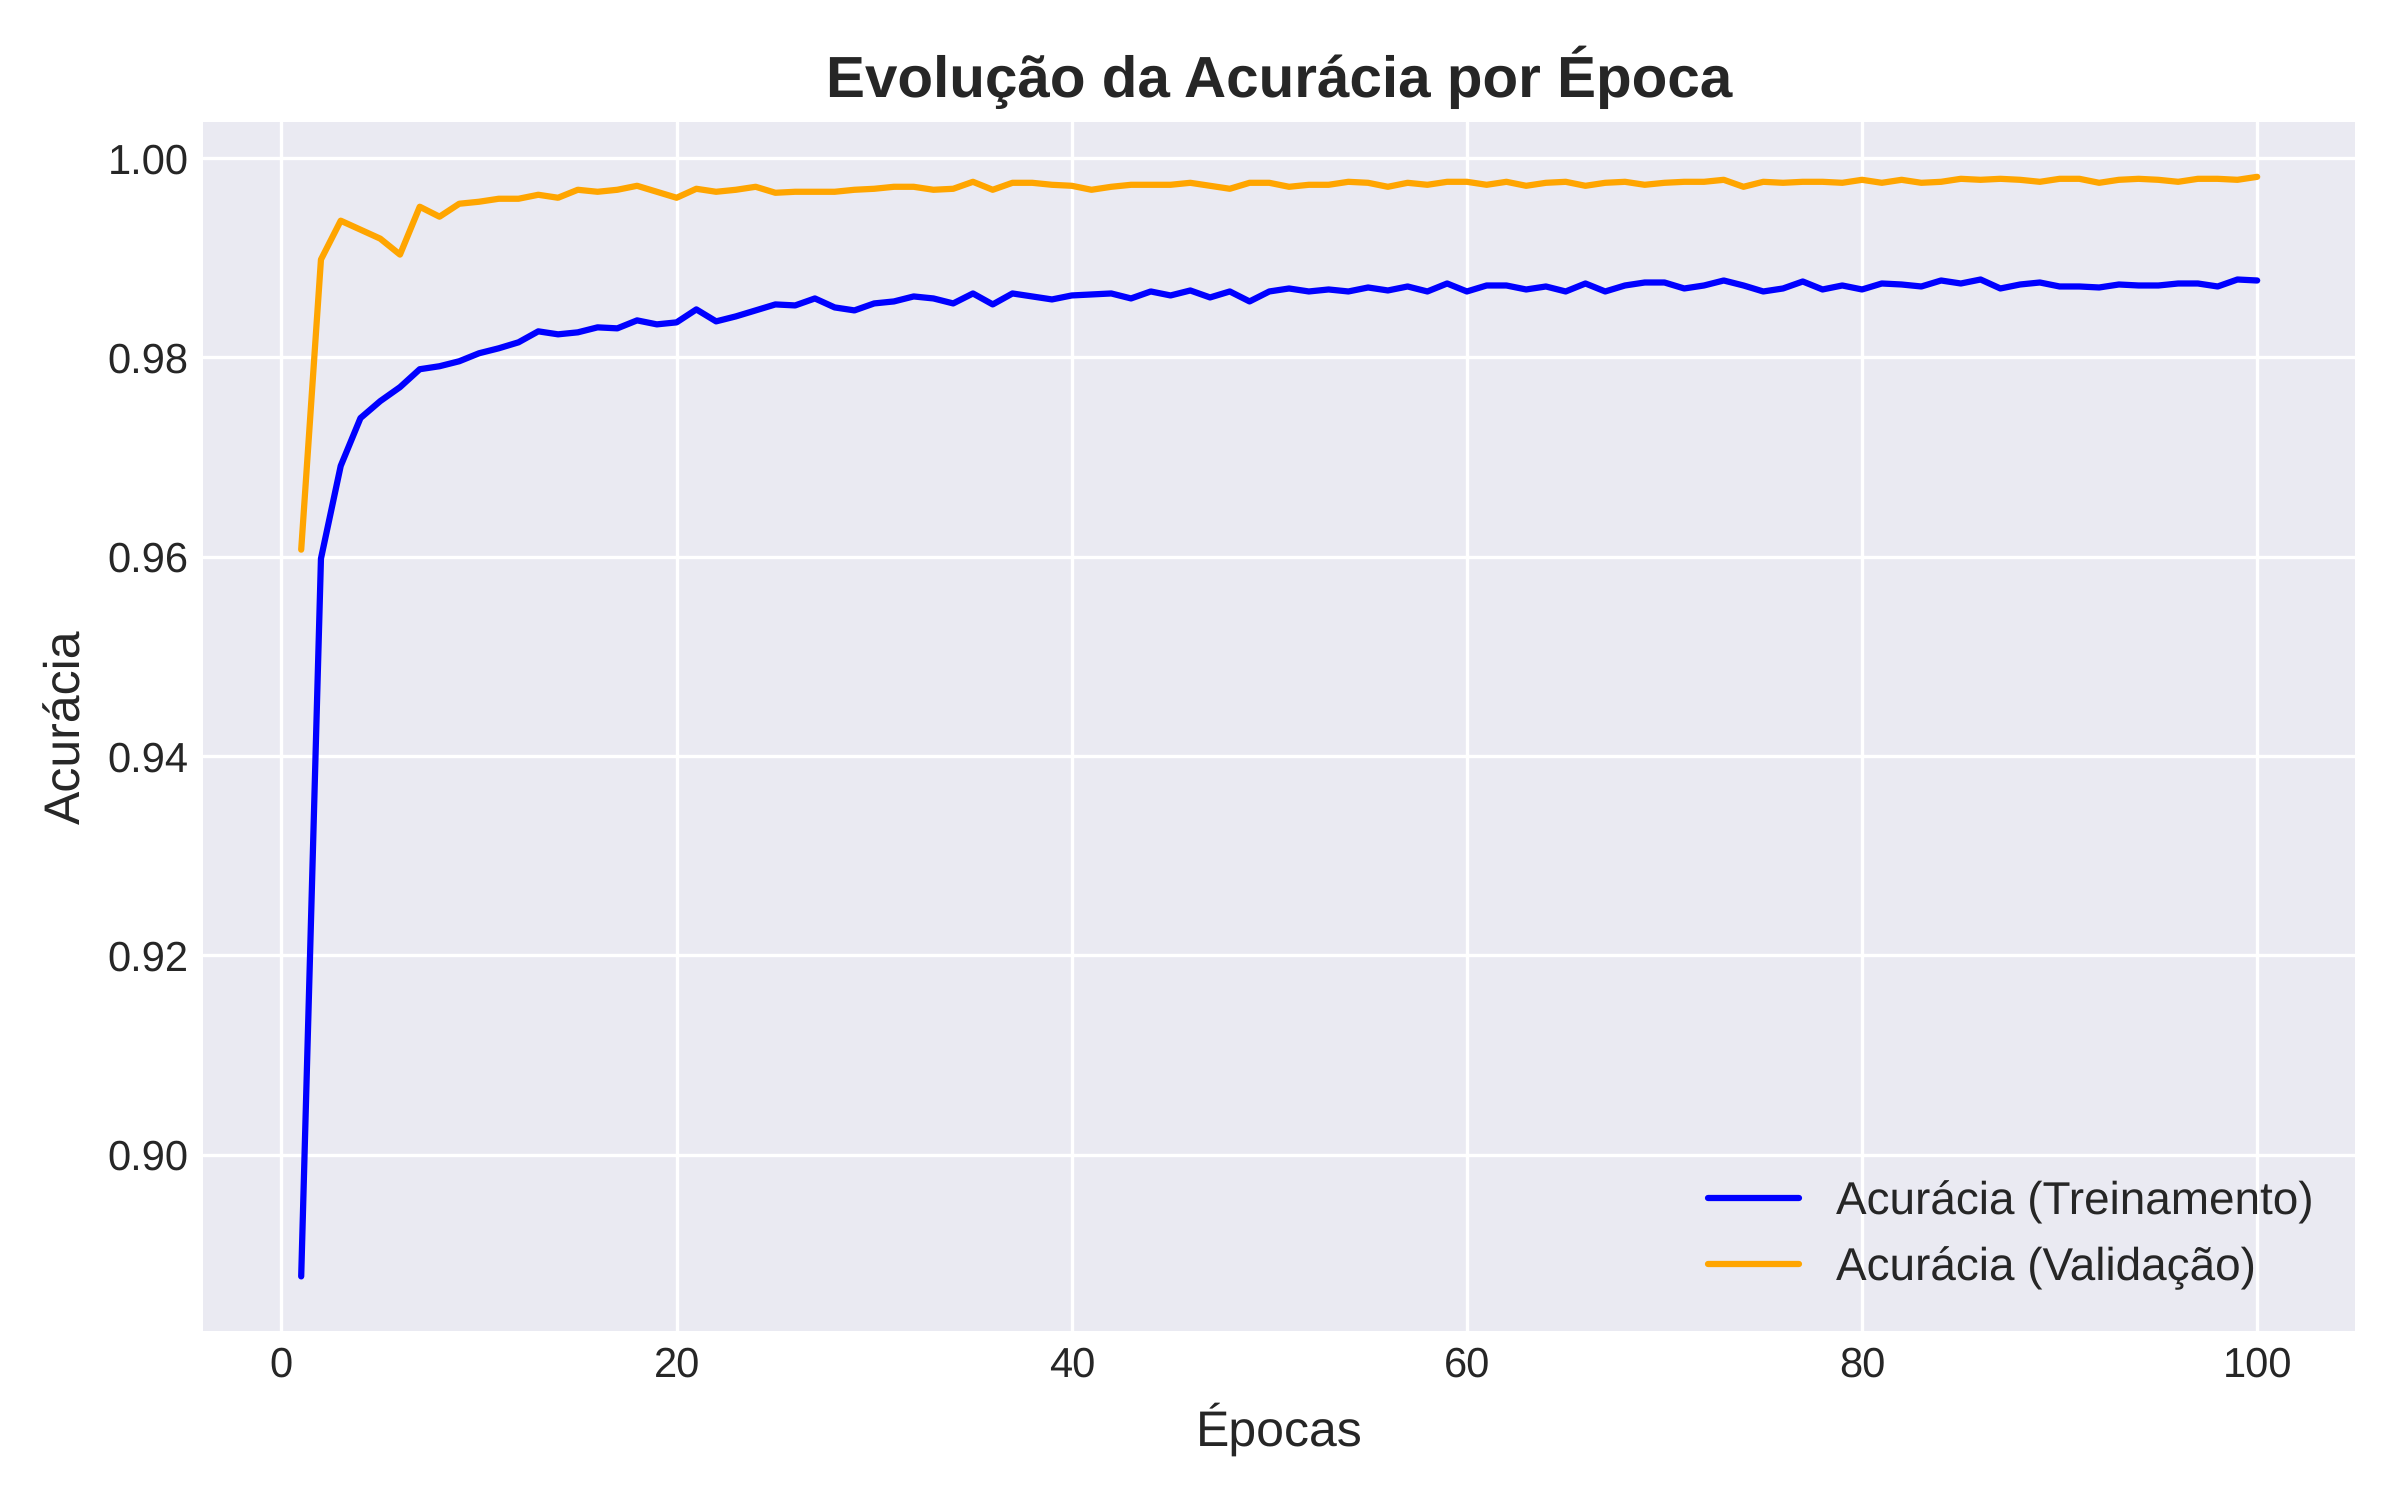 Evolução da Acurácia por Época
Acurácia
1.00
0.98
0.96
0.94
0.92
0.90
0
20
40
60
80
100
Épocas
Acurácia (Treinamento)
Acurácia (Validação)